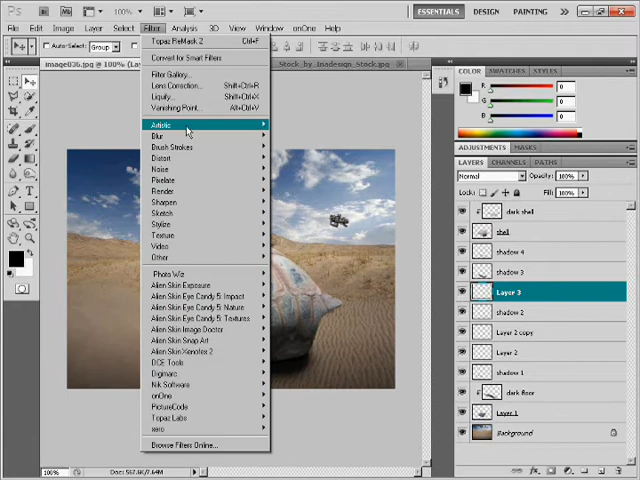 Ps
100%
ESSENTIALS
DESIGN
PAINTING
File Edit Image Layer Select Filter Analysis 3D View Window Help
Auto-Select: Group
image036.jpg @ 100% (Lay
Stock_by_Inodesign_Stock.jpg
Topaz ReMask 2 Ctrl+F
Convert for Smart Filters
Filter Gallery...
Lens Correction... Shift+Ctrl+R
Liquify... Shift+Ctrl+X
Vanishing Point... Alt+Ctrl+V
Artistic
Blur
Brush Strokes
Distort
Noise
Pixelate
Render
Sharpen
Sketch
Stylize
Texture
Video
Other
Photo Wiz
Alien Skin Exposure
Alien Skin Eye Candy 5: Impact
Alien Skin Eye Candy 5: Nature
Alien Skin Eye Candy 5: Textures
Alien Skin Image Doctor
Alien Skin Snap Art
Alien Skin Xenofex 2
DCE Tools
Digimarc
Nik Software
onOne
PictureCode
Topaz Labs
xero
Browse Filters Online...
onOne
COLOR SWATCHES STYLES
R
G
B
ADJUSTMENTS MASKS
LAYERS CHANNELS PATHS
Normal Opacity: 100%
Lock: Fill: 100%
dark shell
shell
shadow 4
shadow 3
Layer 3
shadow 2
Layer 2 copy
Layer 2
shadow 1
dark floor
Layer 1
Background
100% Doc: 567.6K/7.64M